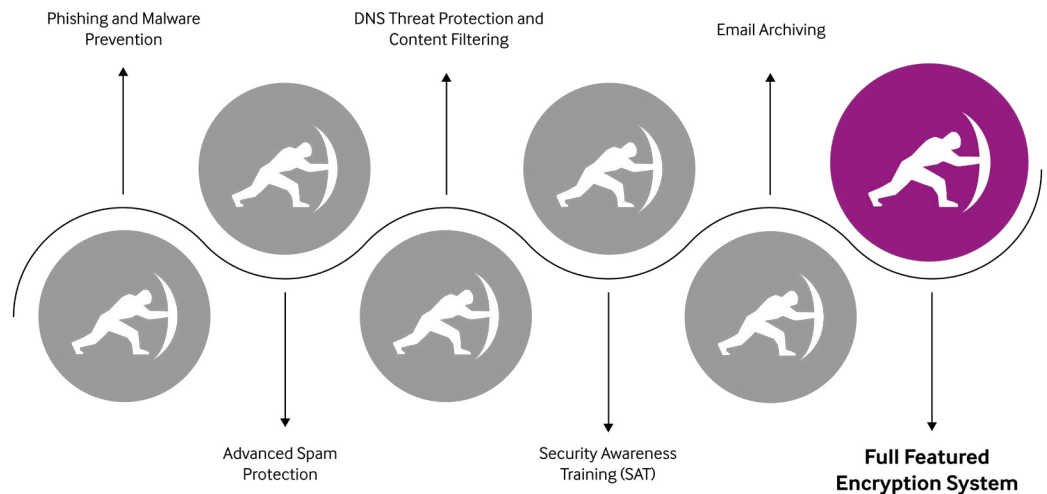 Phishing and Malware
Prevention
DNS Threat Protection and
Content Filtering
Email Archiving
Advanced Spam
Protection
Security Awareness
Training (SAT)
Full Featured
Encryption System